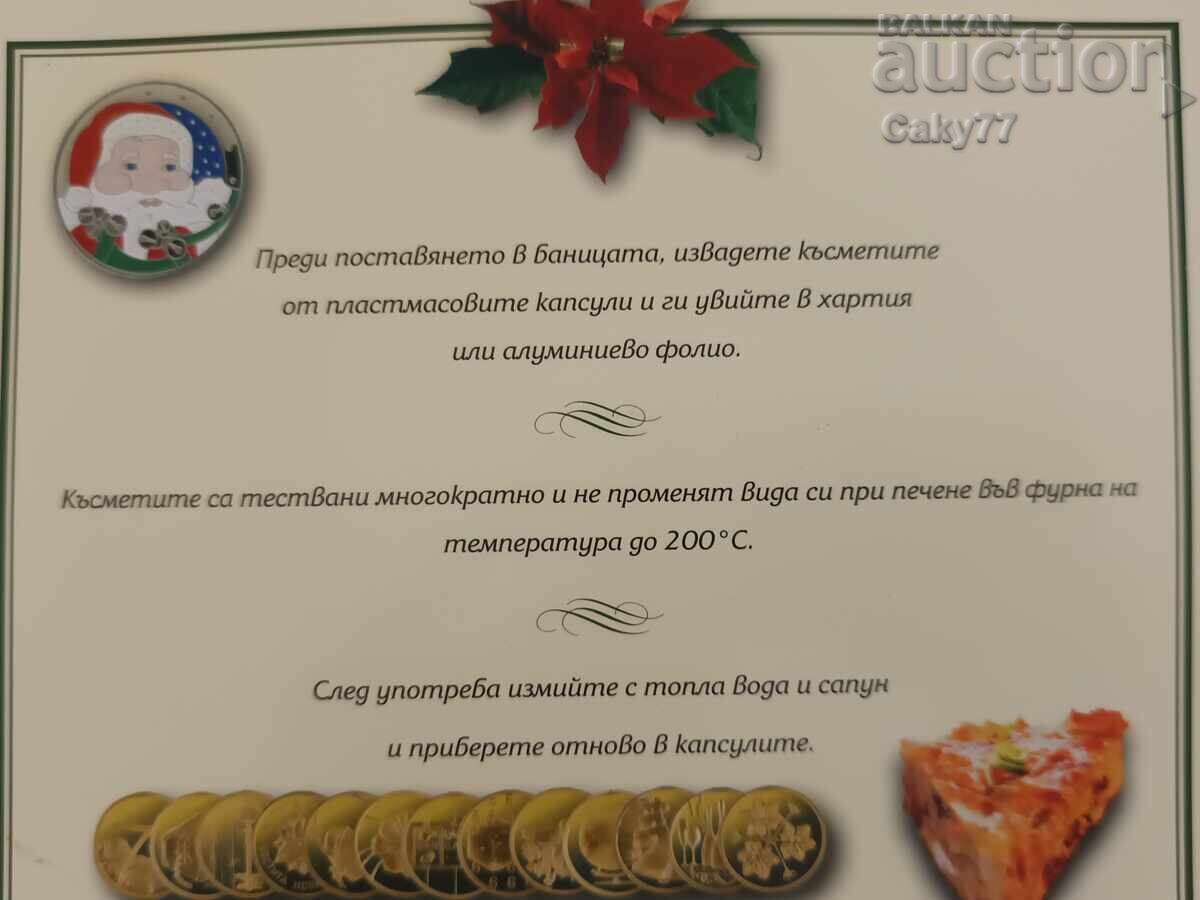 BALKAN
auction
Caky77
Преди поставянето в баницата, извадете късметите
от пластмасовите капсули и ги увийте в хартия
или алуминиево фолио.
Късметите са тествани многократно и не променят вида си при печене във фурна на
температура до 200°C.
След употреба измийте с топла вода и сапун
и приберете отново в капсулите.